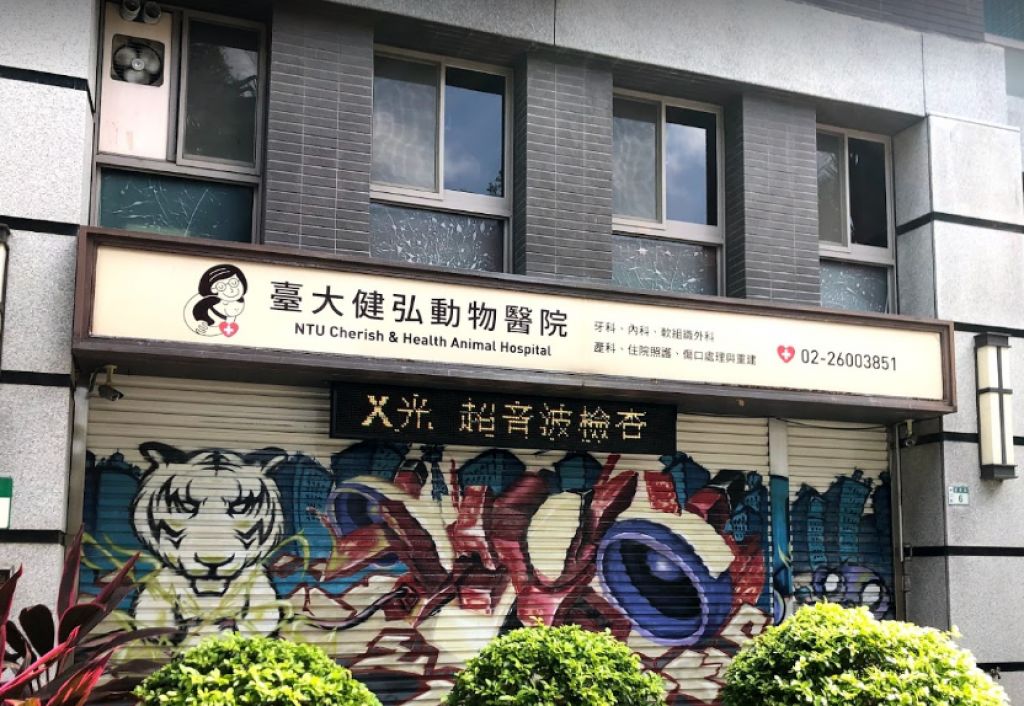 臺大健弘動物醫院
NTU Cherish & Health Animal Hospital
牙科、內科、軟組織外科
產科、住院照護、傷口處理與重建
02-26003851
X光 超音波檢查
6